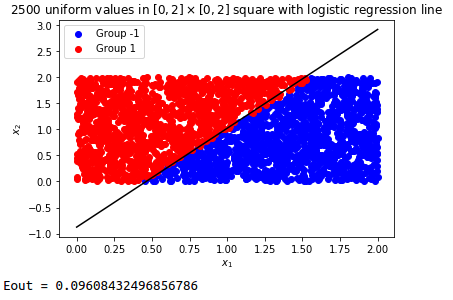 2500 uniform values in [0, 2] × [0, 2] square with logistic regression line
Group -1
Group 1
3.0
2.5
2.0
1.5
1.0
0.5
0.0
-0.5
-1.0
x₂
0.00 0.25 0.50 0.75 1.00 1.25 1.50 1.75 2.00
x₁
Eout = 0.09608432496856786